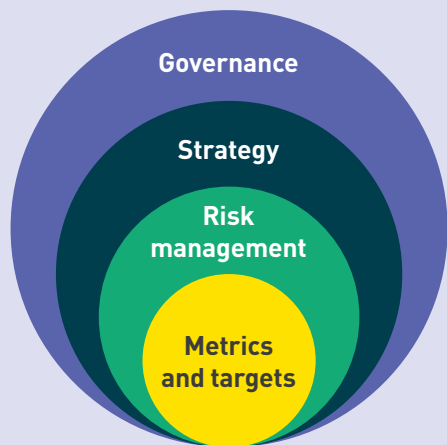 Governance
Strategy
Risk
management
Metrics
and targets